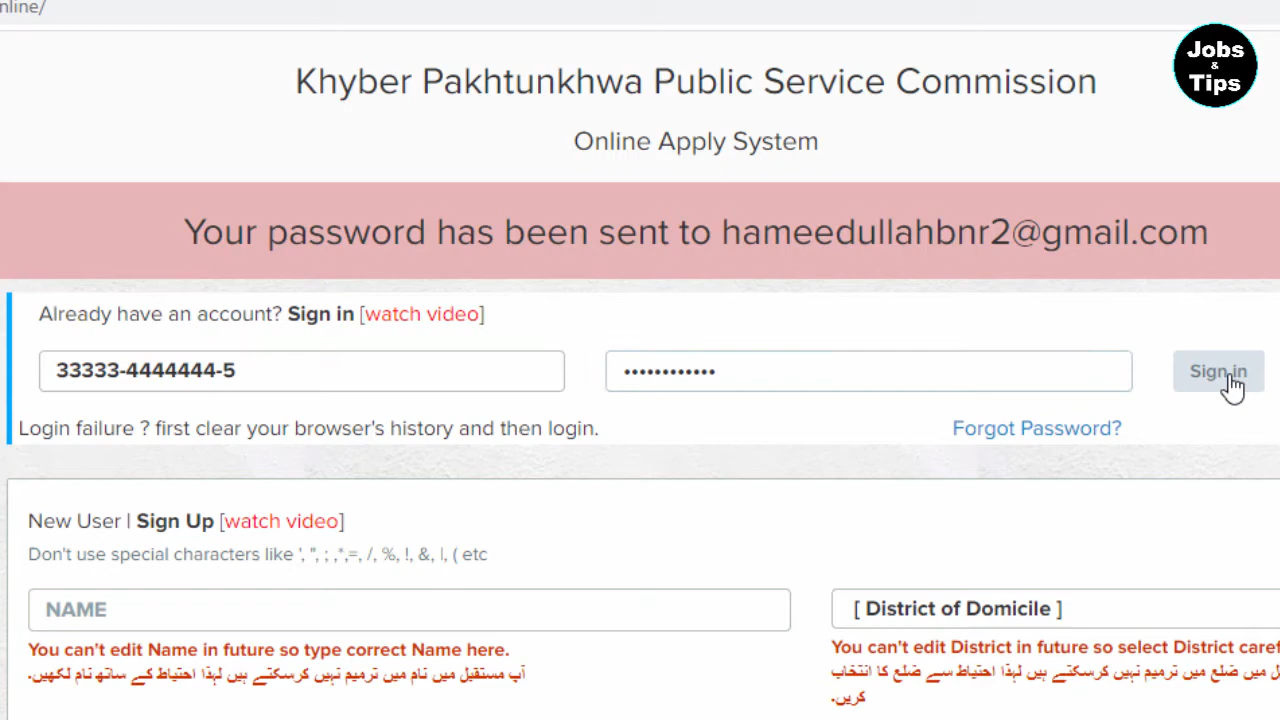 nline/
Jobs
&
Tips
Khyber Pakhtunkhwa Public Service Commission
Online Apply System
Your password has been sent to hameedullahbnr2@gmail.com
Already have an account? Sign in [watch video]
33333-4444444-5
••••••••••••
Sign in
Login failure ? first clear your browser's history and then login.
Forgot Password?
New User | Sign Up [watch video]
Don't use special characters like ', ", ; ,*,=, /, %, !, &, |, ( etc
NAME
[ District of Domicile ]
You can't edit Name in future so type correct Name here.
آپ مستقبل میں نام میں ترمیم نہیں کرسکتے ہیں لہذا احتیاط کے ساتھ نام لکھیں۔
You can't edit District in future so select District caref
ل میں ضلع میں ترمیم نہیں کرسکتے ہیں لہذا احتیاط سے ضلع کا انتخاب
کریں۔